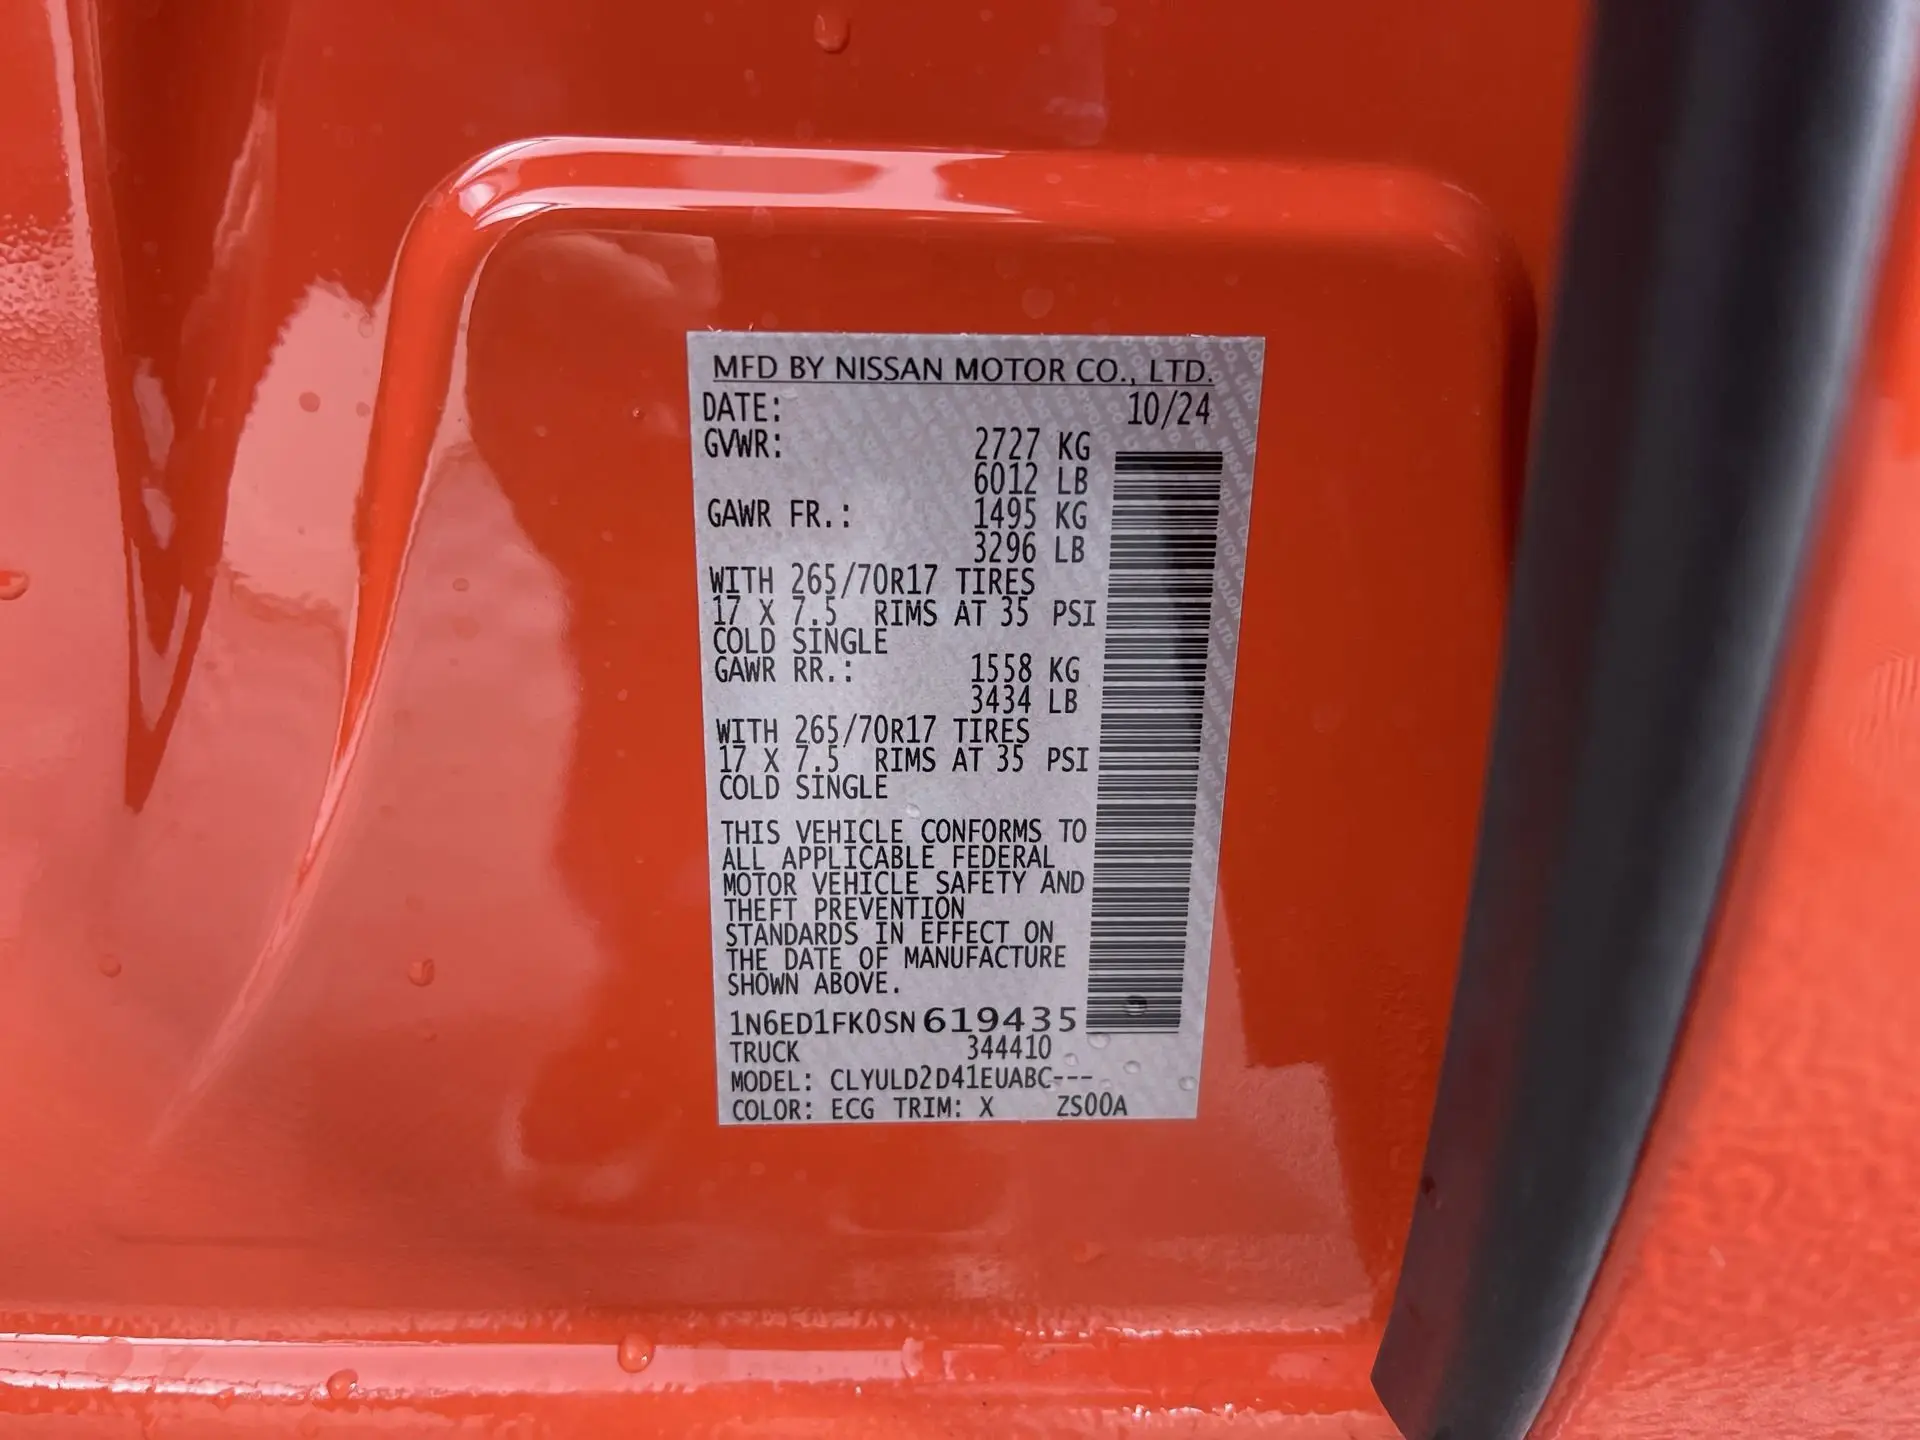 MFD BY NISSAN MOTOR CO., LTD.
DATE: 10/24
GVWR: 2727 KG
6012 LB
GAWR FR.: 1495 KG
3296 LB
WITH 265/70R17 TIRES
17 X 7.5 RIMS AT 35 PSI
COLD SINGLE
GAWR RR.: 1558 KG
3434 LB
WITH 265/70R17 TIRES
17 X 7.5 RIMS AT 35 PSI
COLD SINGLE
THIS VEHICLE CONFORMS TO
ALL APPLICABLE FEDERAL
MOTOR VEHICLE SAFETY AND
THEFT PREVENTION
STANDARDS IN EFFECT ON
THE DATE OF MANUFACTURE
SHOWN ABOVE.
1N6ED1FK0SN619435
TRUCK 344410
MODEL: CLYULD2D41EUABC---
COLOR: ECG TRIM: X ZS00A